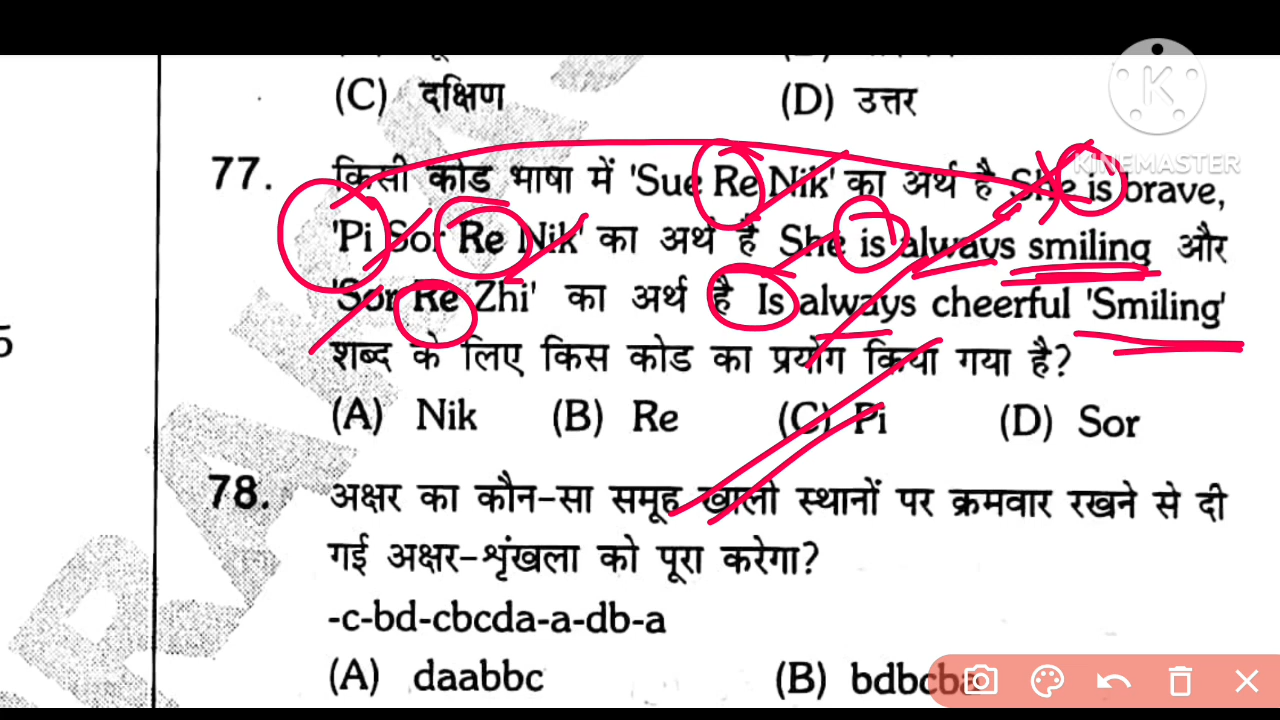 (C) दक्षिण (D) उत्तर
KINEMASTER
77. किसी कोड भाषा में 'Sue Re Nik' का अर्थ है She is brave,
'Pi Sor Re Nik' का अर्थ है She is always smiling और
'Sor Re Zhi' का अर्थ है Is always cheerful 'Smiling'
शब्द के लिए किस कोड का प्रयोग किया गया है?
(A) Nik (B) Re (C) Pi (D) Sor
5
78. अक्षर का कौन-सा समूह खाली स्थानों पर क्रमवार रखने से दी
गई अक्षर-शृंखला को पूरा करेगा?
-c-bd-cbcda-a-db-a
(A) daabbc (B) bdbcba